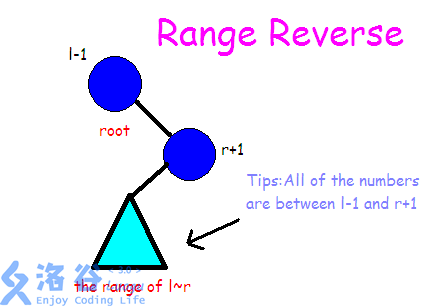 Range Reverse
l-1
root
r+1
Tips:All of the numbers
are between l-1 and r+1
the range of l~r
洛谷
Enjoy Coding Life